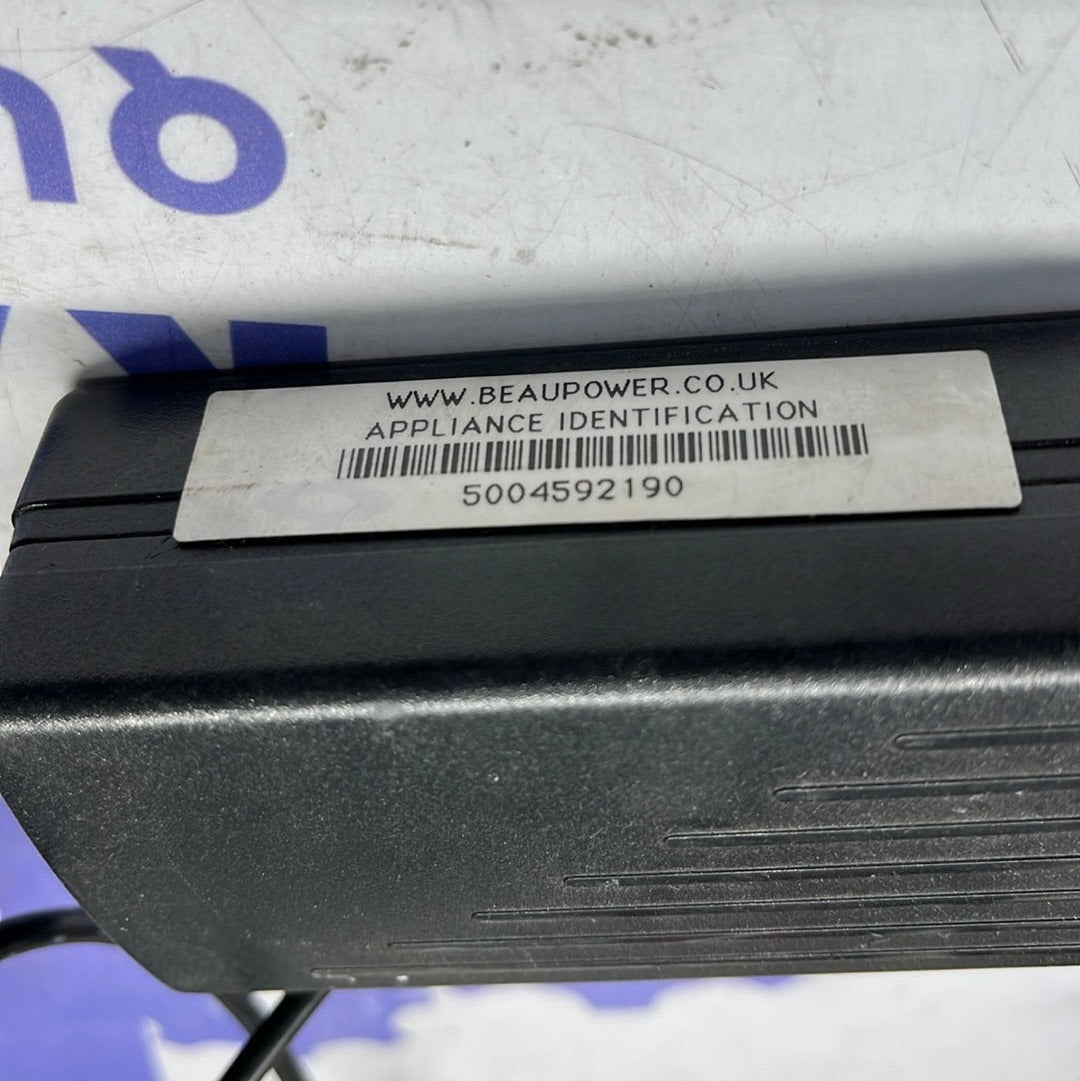 WWW.BEAUPOWER.CO.UK
APPLIANCE IDENTIFICATION
5004592190